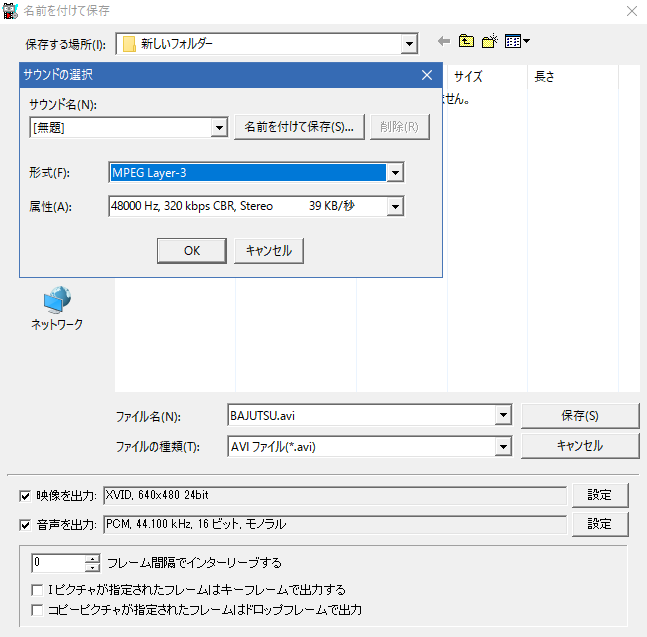 名前を付けて保存
保存する場所(I):
新しいフォルダー
サウンドの選択
サイズ
長さ
せん。
サウンド名(N):
[無題]
名前を付けて保存(S)...
削除(R)
形式(F):
MPEG Layer-3
属性(A):
48000 Hz, 320 kbps CBR, Stereo 39 KB/秒
OK
キャンセル
ネットワーク
ファイル名(N):
BAJUTSU.avi
保存(S)
ファイルの種類(T):
AVI ファイル(*.avi)
キャンセル
映像を出力:
XVID, 640x480 24bit
設定
音声を出力:
PCM, 44.100 kHz, 16 ビット, モノラル
設定
0
フレーム間隔でインターリーブする
I ピクチャが指定されたフレームはキーフレームで出力する
コピーピクチャが指定されたフレームはドロップフレームで出力